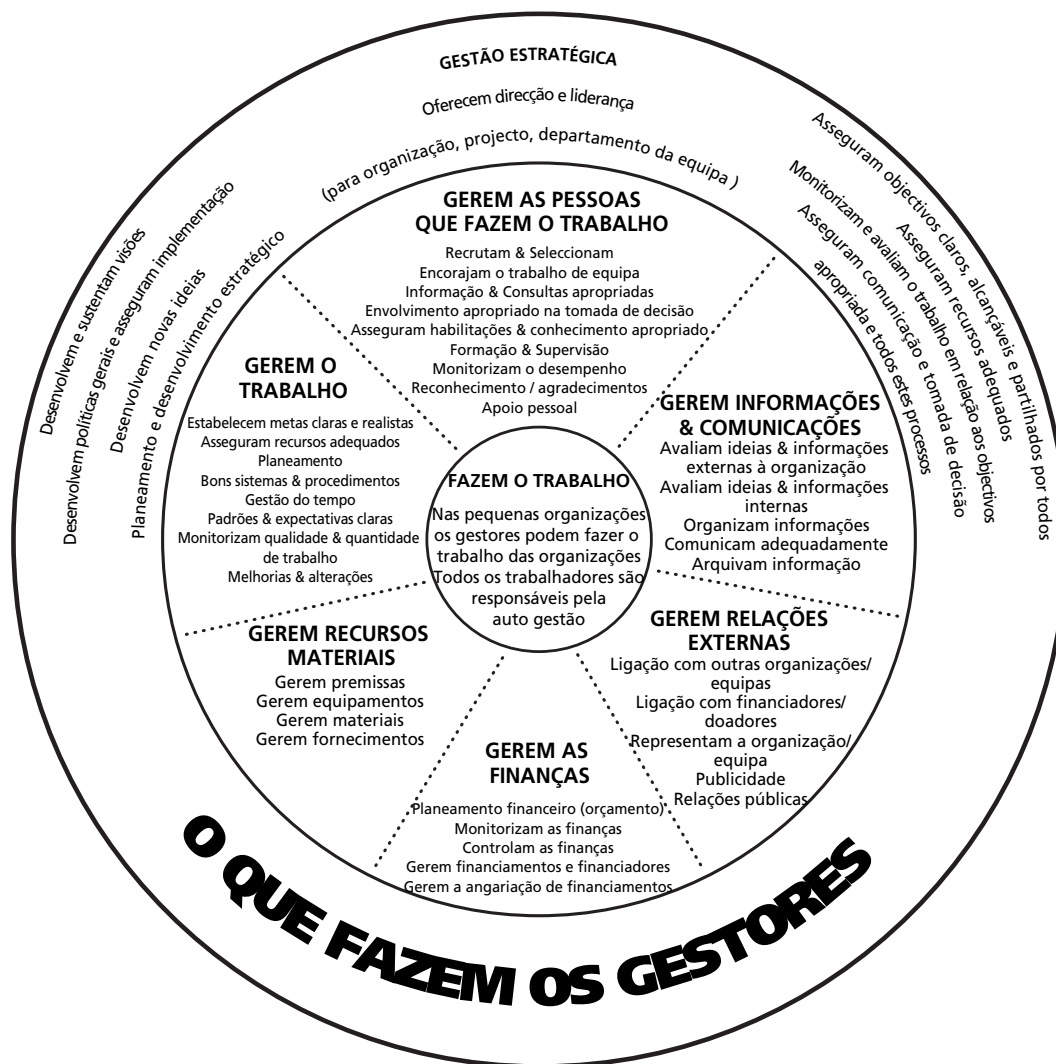 GESTÃO ESTRATÉGICA
Oferecem direcção e liderança
(para organização, projecto, departamento da equipa )
Desenvolvem e sustentam visões
Desenvolvem políticas gerais e asseguram implementação
Desenvolvem novas ideias
Planeamento e desenvolvimento estratégico
Asseguram objectivos claros, alcançáveis e partilhados por todos
Asseguram recursos adequados
Monitorizam e avaliam o trabalho em relação aos objectivos
Asseguram comunicação e tomada de decisão
apropriada e todos estes processos
GEREM AS PESSOAS
QUE FAZEM O TRABALHO
Recrutam & Seleccionam
Encorajam o trabalho de equipa
Informação & Consultas apropriadas
Envolvimento apropriado na tomada de decisão
Asseguram habilitações & conhecimento apropriado
Formação & Supervisão
Monitorizam o desempenho
Reconhecimento / agradecimentos
Apoio pessoal
GEREM O
TRABALHO
Estabelecem metas claras e realistas
Asseguram recursos adequados
Planeamento
Bons sistemas & procedimentos
Gestão do tempo
Padrões & expectativas claras
Monitorizam qualidade & quantidade
de trabalho
Melhorias & alterações
GEREM INFORMAÇÕES
& COMUNICAÇÕES
Avaliam ideias & informações
externas à organização
Avaliam ideias & informações
internas
Organizam informações
Comunicam adequadamente
Arquivam informação
FAZEM O TRABALHO
Nas pequenas organizações
os gestores podem fazer o
trabalho das organizações
Todos os trabalhadores são
responsáveis pela
auto gestão
GEREM RECURSOS
MATERIAIS
Gerem premissas
Gerem equipamentos
Gerem materiais
Gerem fornecimentos
GEREM RELAÇÕES
EXTERNAS
Ligação com outras organizações/
equipas
Ligação com financiadores/
doadores
Representam a organização/
equipa
Publicidade
Relações públicas
GEREM AS
FINANÇAS
Planeamento financeiro (orçamento)
Monitorizam as finanças
Controlam as finanças
Gerem financiamentos e financiadores
Gerem a angariação de financiamentos
O QUE FAZEM OS GESTORES